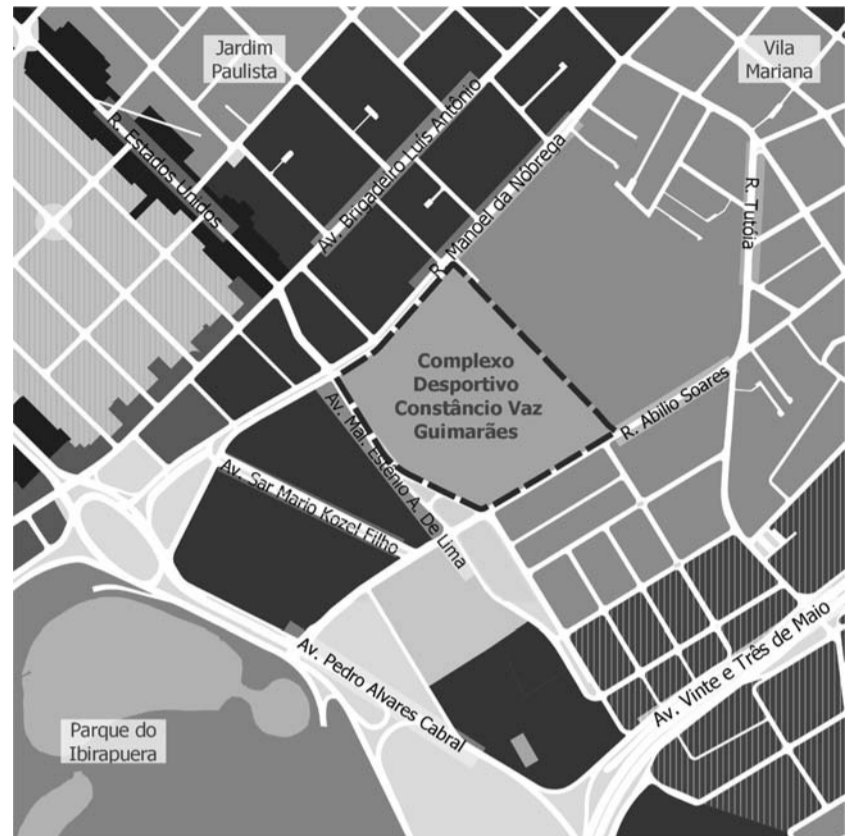 Jardim
Paulista
Vila
Mariana
R. Estados Unidos
Av. Brigadeiro Luís Antônio
R. Manoel da Nóbrega
R. Tutóia
Complexo
Desportivo
Constâncio Vaz
Guimarães
R. Abilio Soares
Av. Mal. Estênio A. De Lima
Av. Sar Mario Kozel Filho
Av. Pedro Alvares Cabral
Av. Vinte e Três de Maio
Parque do
Ibirapuera